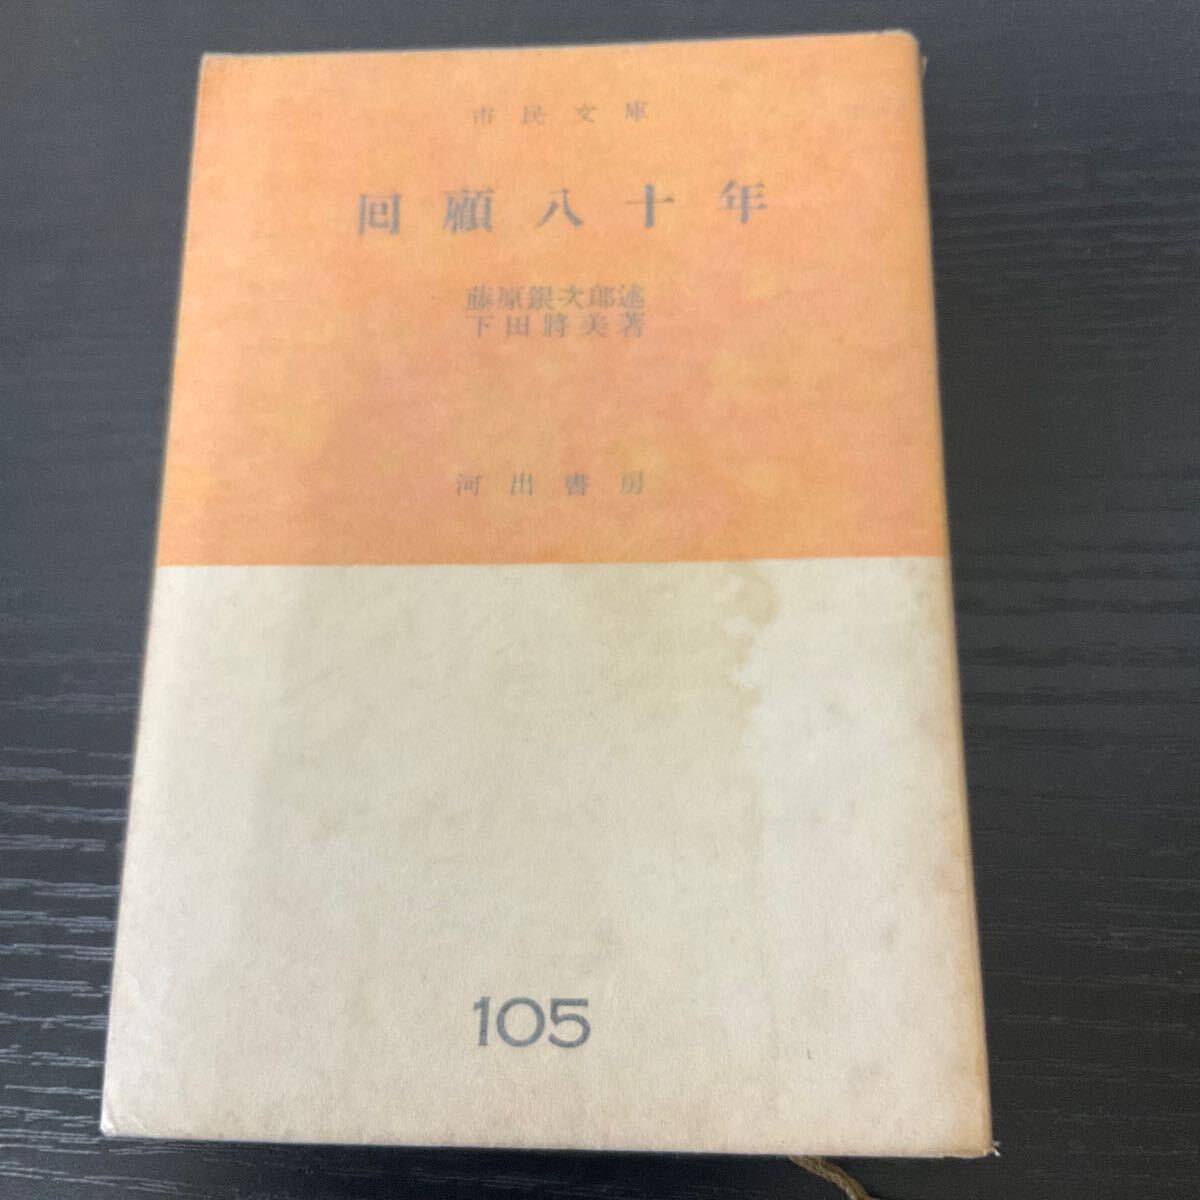 市民文庫
回顧八十年
藤原銀次郎述
下田將美著
河出書房
105